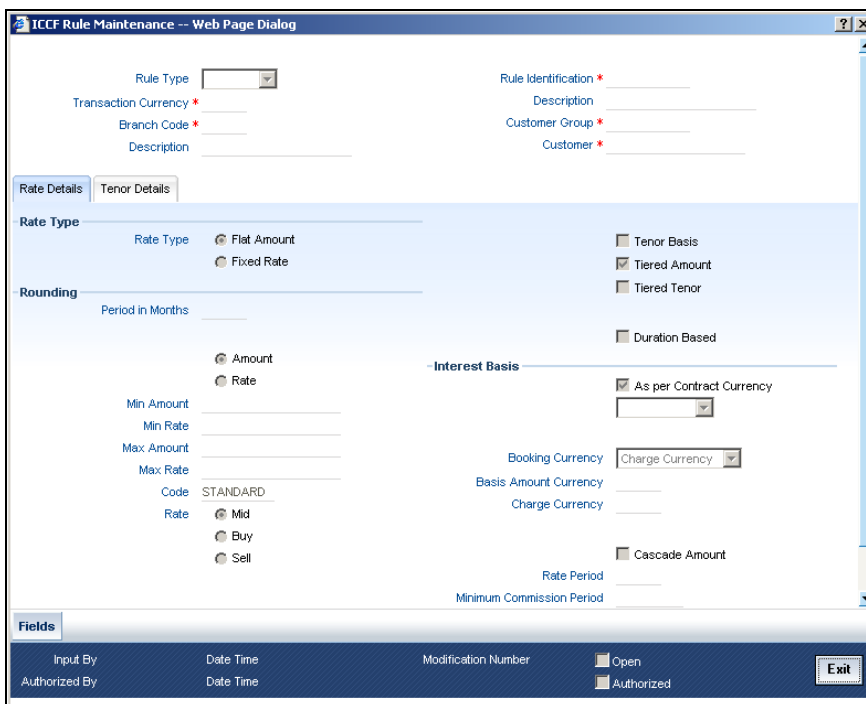 ICCF Rule Maintenance -- Web Page Dialog
Rule Type
Rule Identification *
Transaction Currency *
Description
Branch Code *
Customer Group *
Description
Customer *
Rate Details
Tenor Details
Rate Type
Rate Type
Flat Amount
Tenor Basis
Fixed Rate
Tiered Amount
Rounding
Tiered Tenor
Period in Months
Duration Based
Amount
Interest Basis
Rate
As per Contract Currency
Min Amount
Min Rate
Max Amount
Booking Currency
Charge Currency
Max Rate
Basis Amount Currency
Code
STANDARD
Charge Currency
Rate
Mid
Buy
Sell
Cascade Amount
Rate Period
Minimum Commission Period
Fields
Input By
Date Time
Modification Number
Open
Exit
Authorized By
Date Time
Authorized